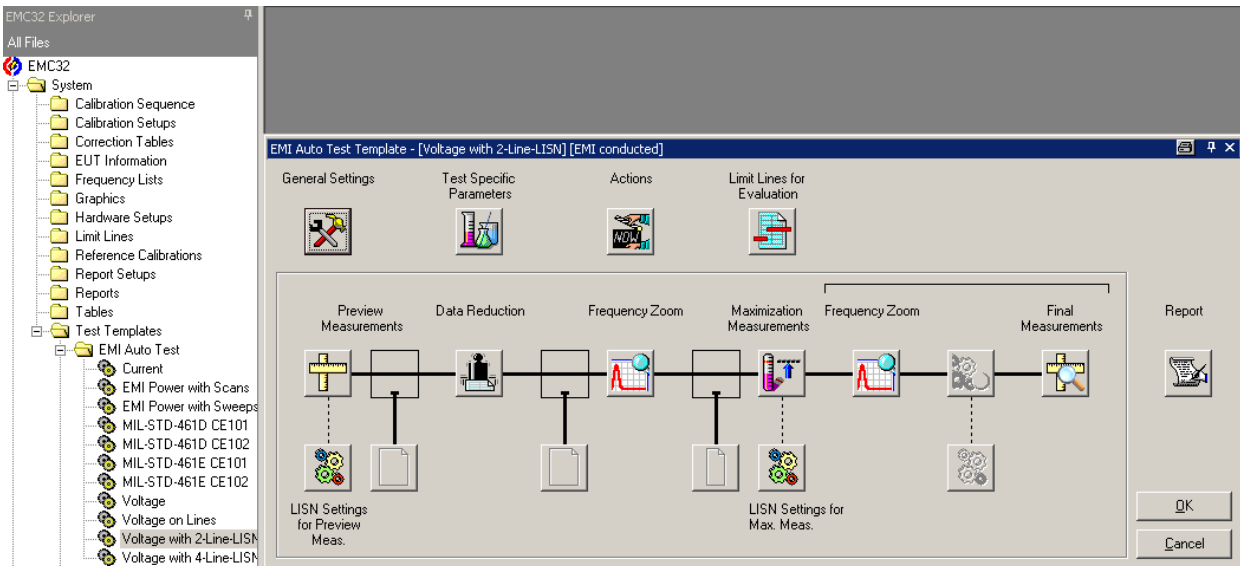 EMC32 Explorer
All Files
EMC32
System
Calibration Sequence
Calibration Setups
Correction Tables
EUT Information
Frequency Lists
Graphics
Hardware Setups
Limit Lines
Reference Calibrations
Report Setups
Reports
Tables
Test Templates
EMI Auto Test
Current
EMI Power with Scans
EMI Power with Sweeps
MIL-STD-461D CE101
MIL-STD-461D CE102
MIL-STD-461E CE101
MIL-STD-461E CE102
Voltage
Voltage on Lines
Voltage with 2-Line-LISN
Voltage with 4-Line-LISN
EMI Auto Test Template - [Voltage with 2-Line-LISN] [EMI conducted]
General Settings
Test Specific
Parameters
Actions
NOW
Limit Lines for
Evaluation
Preview
Measurements
Data Reduction
Frequency Zoom
Maximization
Measurements
Frequency Zoom
Final
Measurements
Report
LISN Settings
for Preview
Meas.
LISN Settings for
Max. Meas.
OK
Cancel